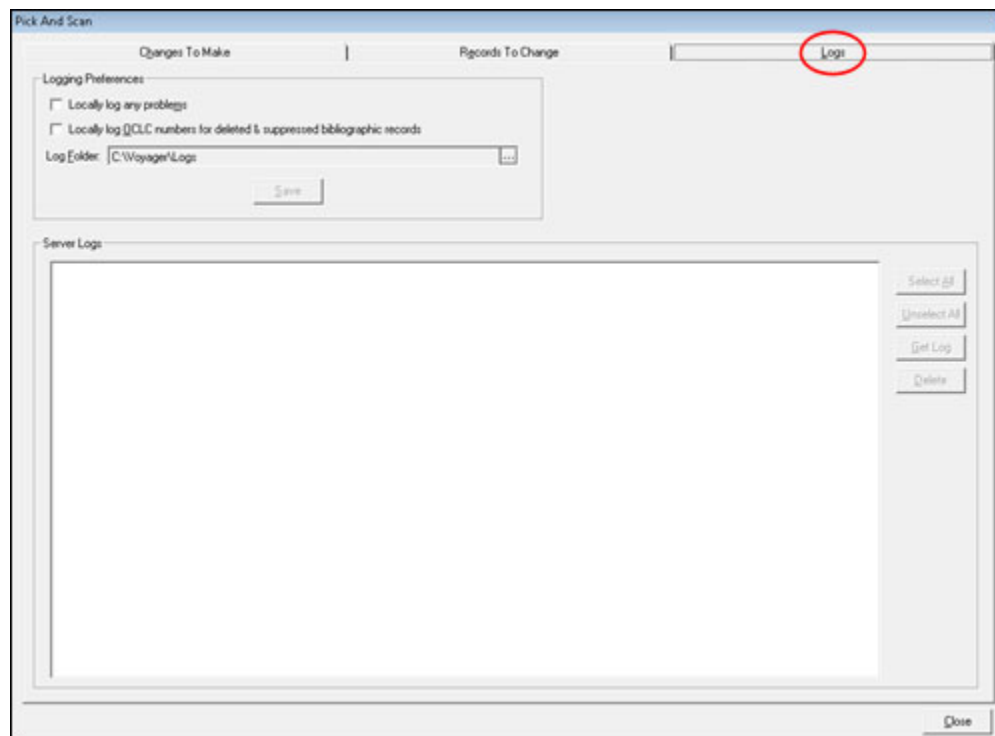 Pick And Scan
Changes To Make
Records To Change
Logs
Logging Preferences
Locally log any problems
Locally log OCLC numbers for deleted & suppressed bibliographic records
Log Folder: C:\Voyager\Logs ...
Save
Server Logs
Select All
Unselect All
Get Log
Delete
Close